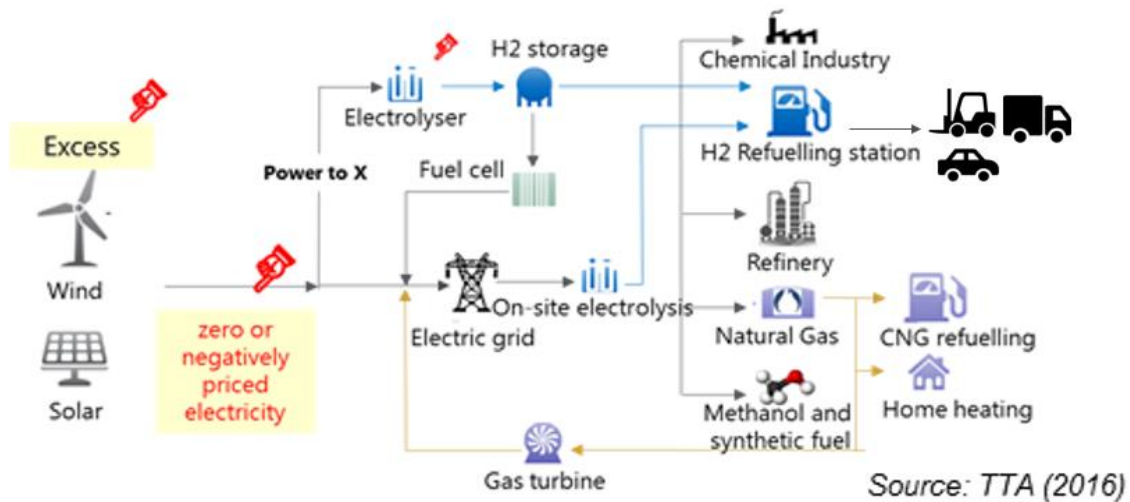 H2 storage
Chemical Industry
Excess
Electrolyser
H2 Refuelling station
Power to X
Fuel cell
Wind
Refinery
On-site electrolysis
Electric grid
Natural Gas
CNG refuelling
zero or
negatively
priced
electricity
Solar
Methanol and
synthetic fuel
Home heating
Gas turbine
Source: TTA (2016)